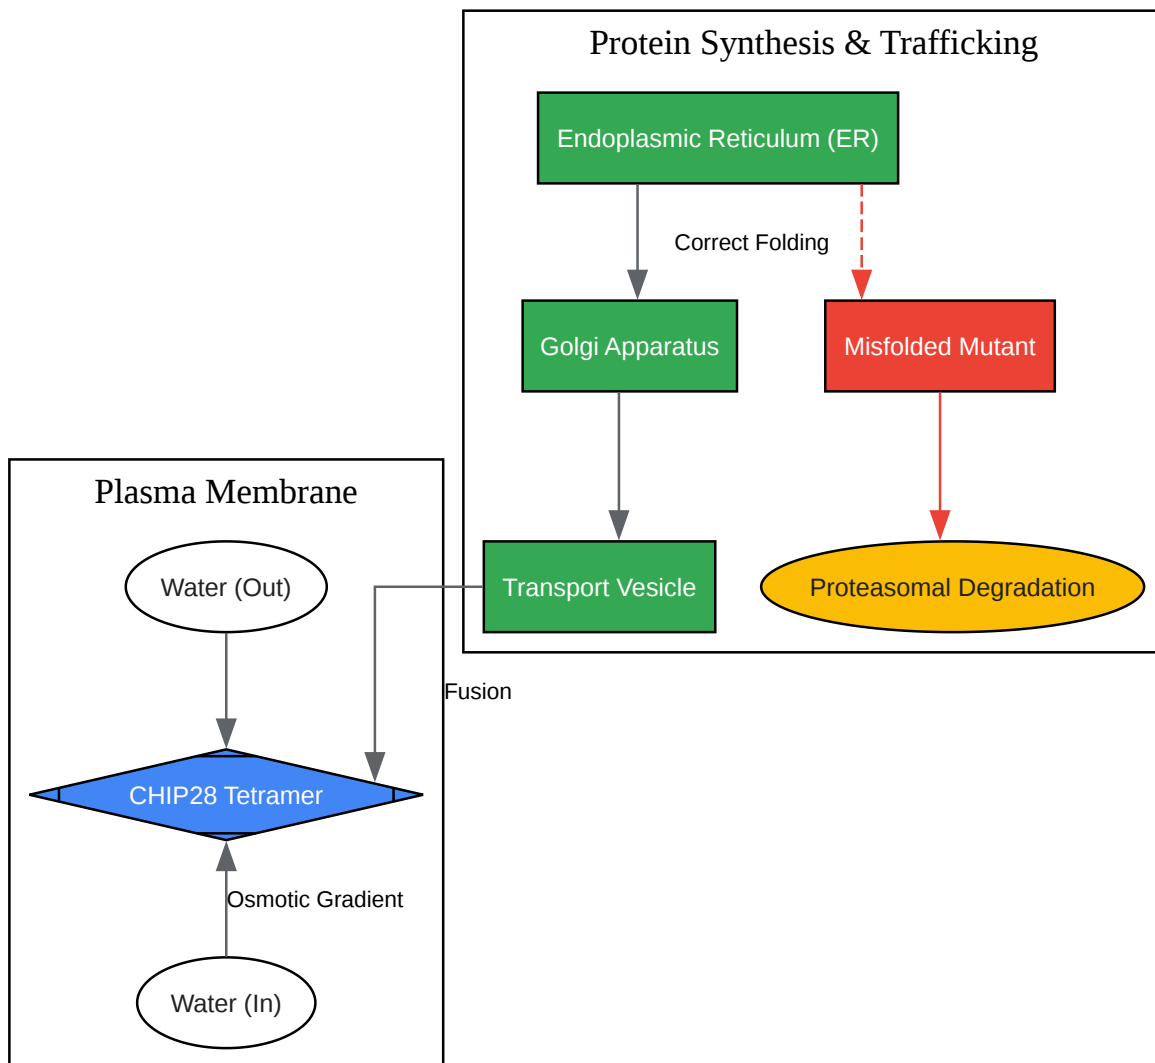 Protein Synthesis & Trafficking
Endoplasmic Reticulum (ER)
Correct Folding
Golgi Apparatus
Misfolded Mutant
Plasma Membrane
Water (Out)
Transport Vesicle
Proteasomal Degradation
Fusion
CHIP28 Tetramer
Osmotic Gradient
Water (In)